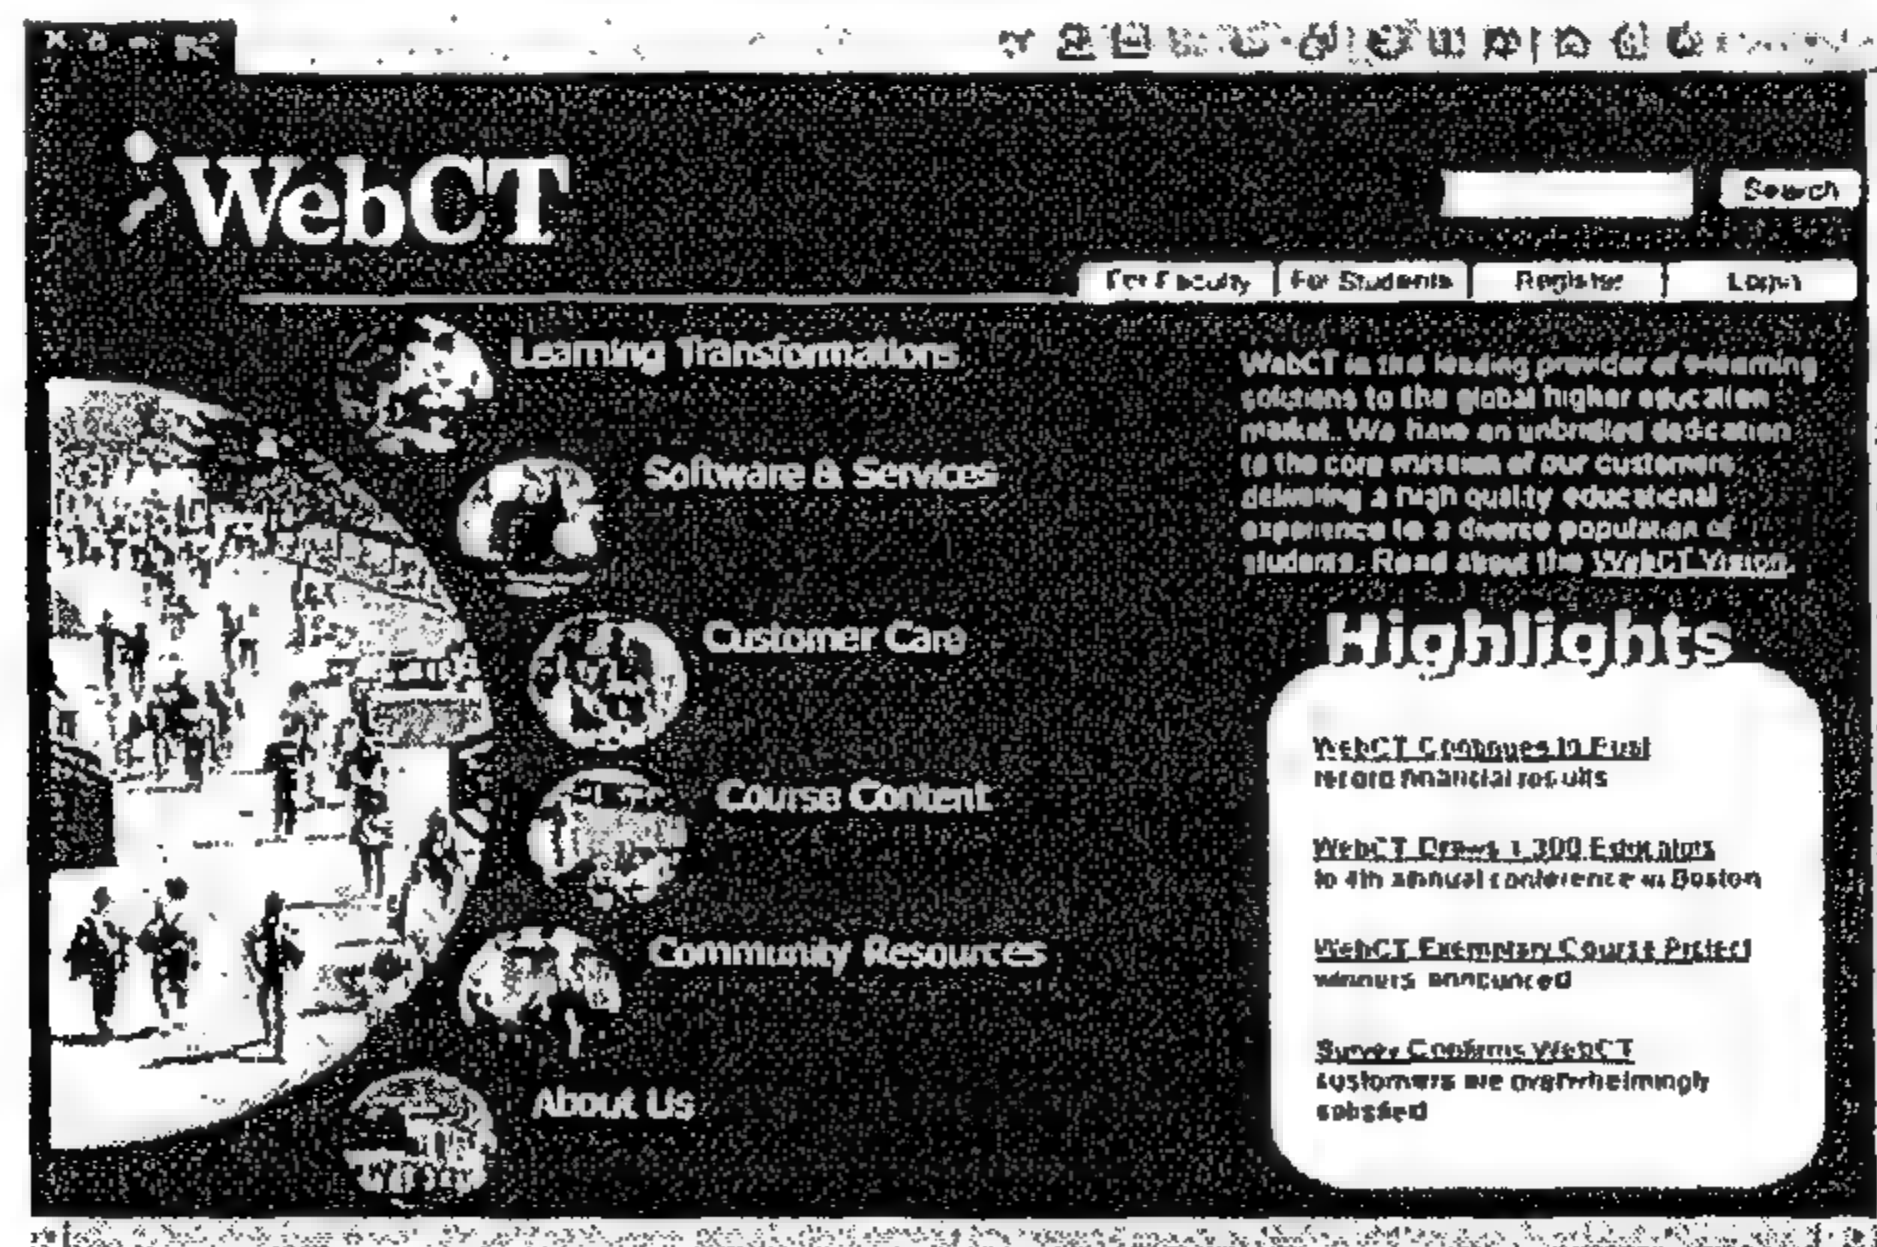 WebCT
Search
For Faculty
For Students
Register
Login
Learning Transformations
Software & Services
Customer Care
Course Content
Community Resources
About Us
WebCT is the leading provider of e-learning
solutions to the global higher education
market. We have an unbridled dedication
to the core mission of our customers
delivering a high quality educational
experience to a diverse population of
students. Read about the WebCT Vision.
Highlights
WebCT Continues to Post
record financial results
WebCT Draws 1,300 Educators
to 4th annual conference in Boston
WebCT Exemplary Course Project
winners announced
Survey Confirms WebCT
customers are overwhelmingly
satisfied